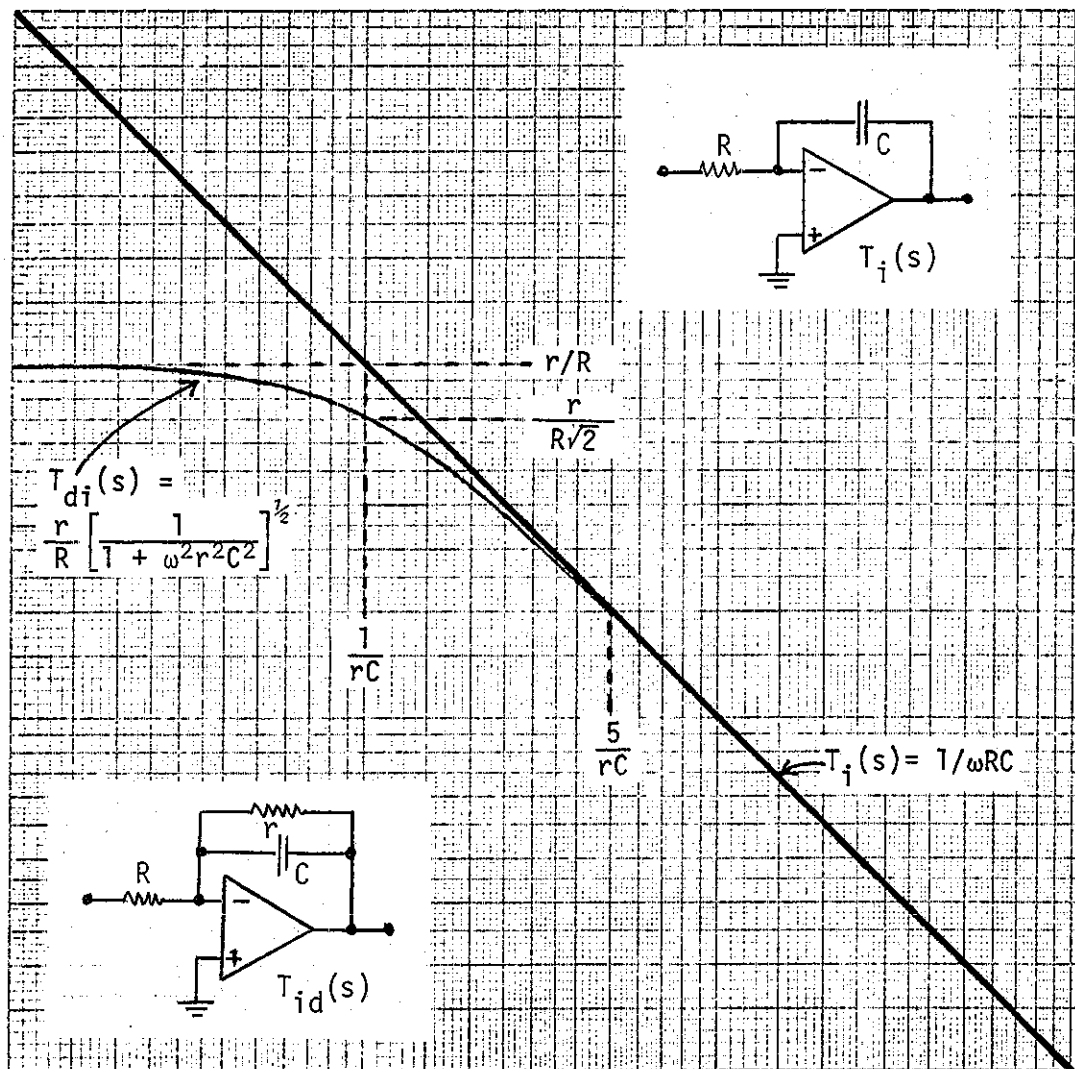 R
C
−
+
T_i(s)
r/R
r
R√2
T_di(s) =
r/R [1 / (1 + ω²r²C²)]^½
1
rC
5
rC
T_i(s)= 1/ωRC
r
C
R
−
+
T_id(s)